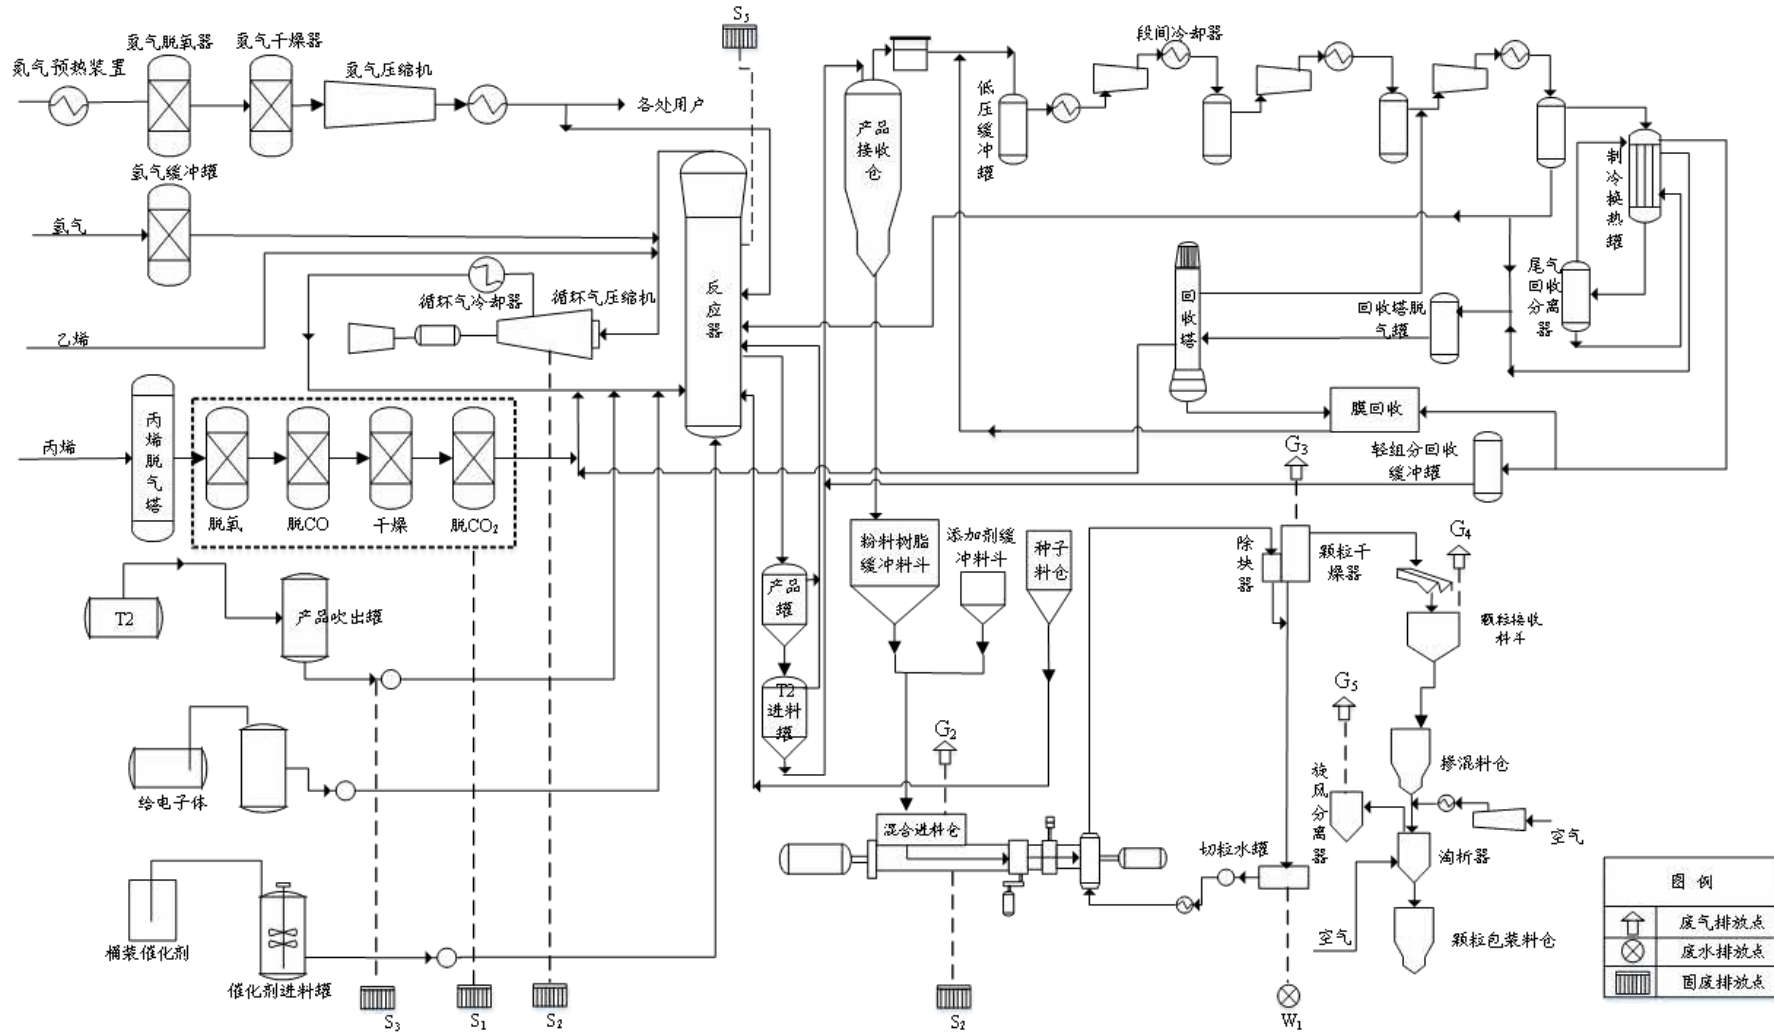 S₅
氮气脱氧器
氮气干燥器
氮气预热装置
氮气压缩机
各处用户
段间冷却器
低压缓冲罐
产品
接收
仓
制冷换热罐
氢气缓冲罐
氢气
循环气冷却器
循环气压缩机
反应器
回收塔
回收塔脱
气罐
尾气
回收
分离
器
乙烯
丙烯
丙烯脱气塔
脱氧
脱CO
干燥
脱CO₂
膜回收
轻组分回收
缓冲罐
G₃
G₄
粉料树脂
缓冲料斗
添加剂缓
冲料斗
种子
料仓
除块器
颗粒干
燥器
T2
产品吹出罐
产品
罐
T2
进料
罐
颗粒接收
料斗
G₅
G₂
给电子体
掺混料仓
旋风分离器
空气
混合进料仓
切粒水罐
淘析器
桶装催化剂
催化剂进料罐
空气
颗粒包装料仓
S₃
S₁
S₂
S₂
W₁
图 例
废气排放点
废水排放点
固废排放点